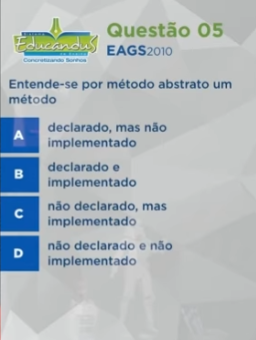 Educandus
Concretizando Sonhos
Questão 05
EAGS2010
Entende-se por método abstrato um
método
A
declarado, mas não
implementado
B
declarado e
implementado
C
não declarado, mas
implementado
D
não declarado e não
implementado